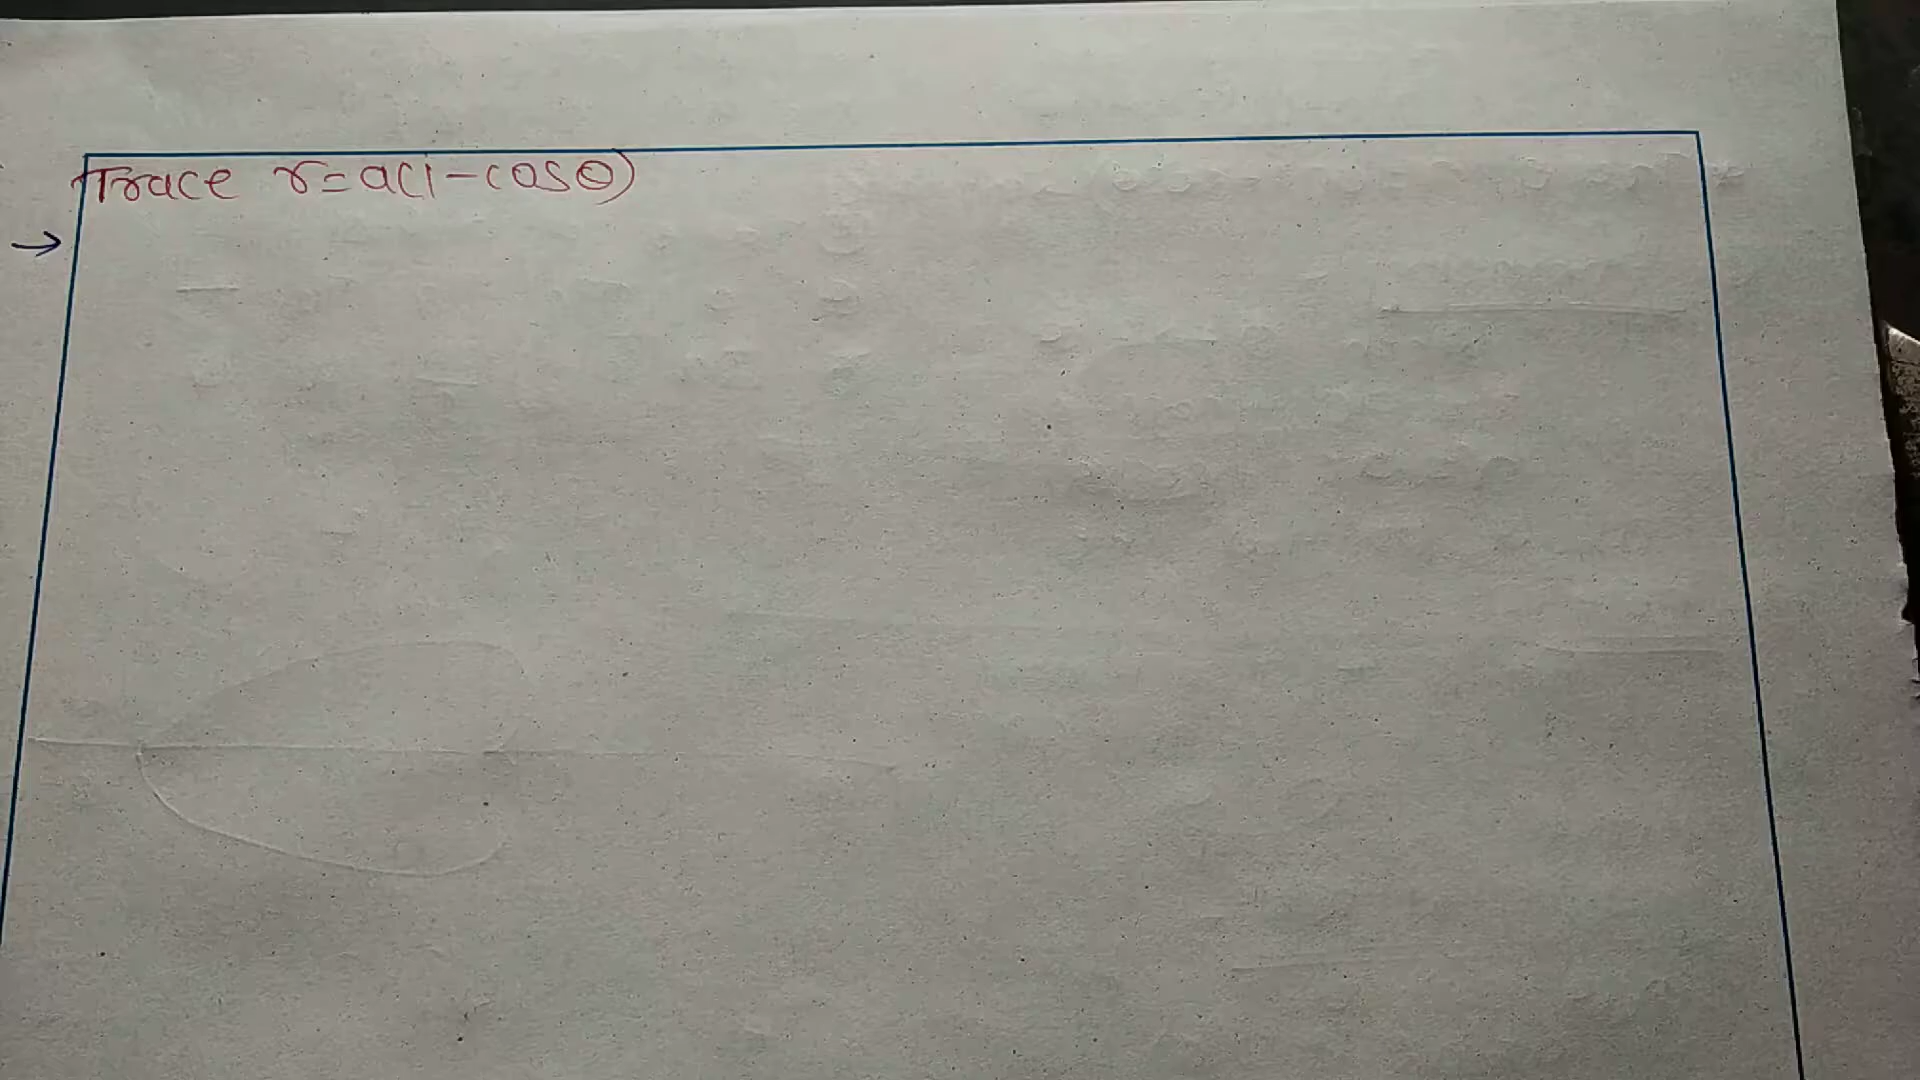 Trace r=a(1-cosθ)
→